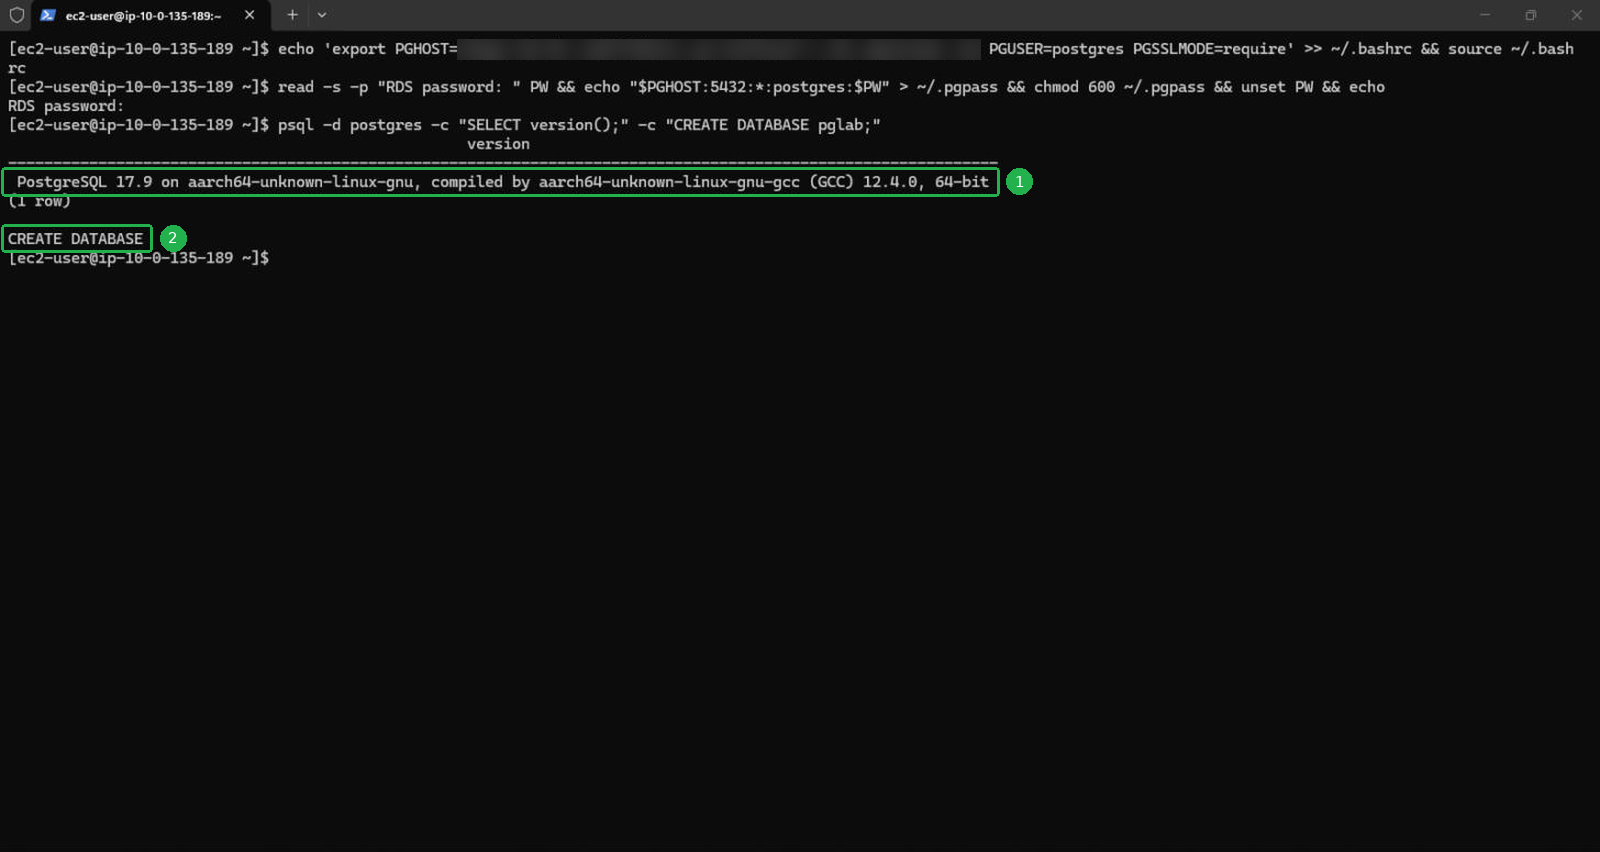 ec2-user@ip-10-0-135-189:~
[ec2-user@ip-10-0-135-189 ~]$ echo 'export PGHOST= PGUSER=postgres PGSSLMODE=require' >> ~/.bashrc && source ~/.bash
rc
[ec2-user@ip-10-0-135-189 ~]$ read -s -p "RDS password: " PW && echo "$PGHOST:5432:*:postgres:$PW" > ~/.pgpass && chmod 600 ~/.pgpass && unset PW && echo
RDS password:
[ec2-user@ip-10-0-135-189 ~]$ psql -d postgres -c "SELECT version();" -c "CREATE DATABASE pglab;"
version
--------------------------------------------------------------------------------------------------------------
PostgreSQL 17.9 on aarch64-unknown-linux-gnu, compiled by aarch64-unknown-linux-gnu-gcc (GCC) 12.4.0, 64-bit 1
(1 row)
CREATE DATABASE 2
[ec2-user@ip-10-0-135-189 ~]$